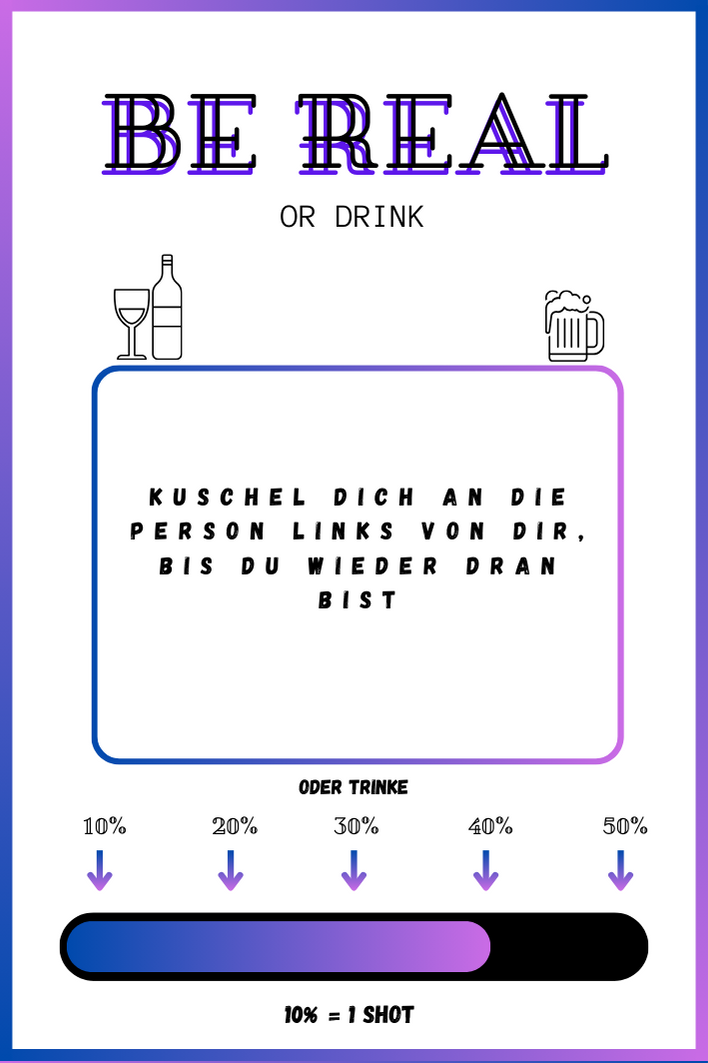 BE REAL
OR DRINK
KUSCHEL DICH AN DIE
PERSON LINKS VON DIR,
BIS DU WIEDER DRAN
BIST
ODER TRINKE
10% 20% 30% 40% 50%
10% = 1 SHOT